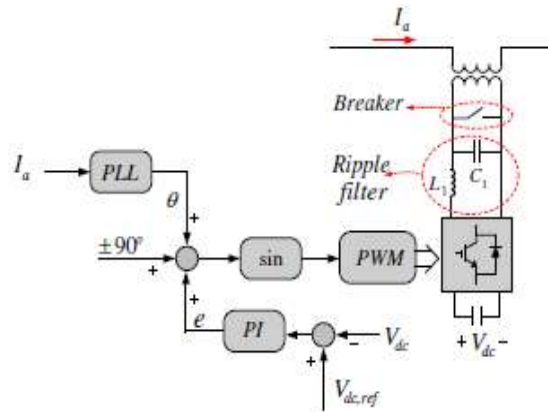 I_a
Breaker
Ripple filter
L_1
C_1
I_a
PLL
θ
+
±90°
+
sin
PWM
+
e
PI
-
V_dc
+
V_dc,ref
+ V_dc -